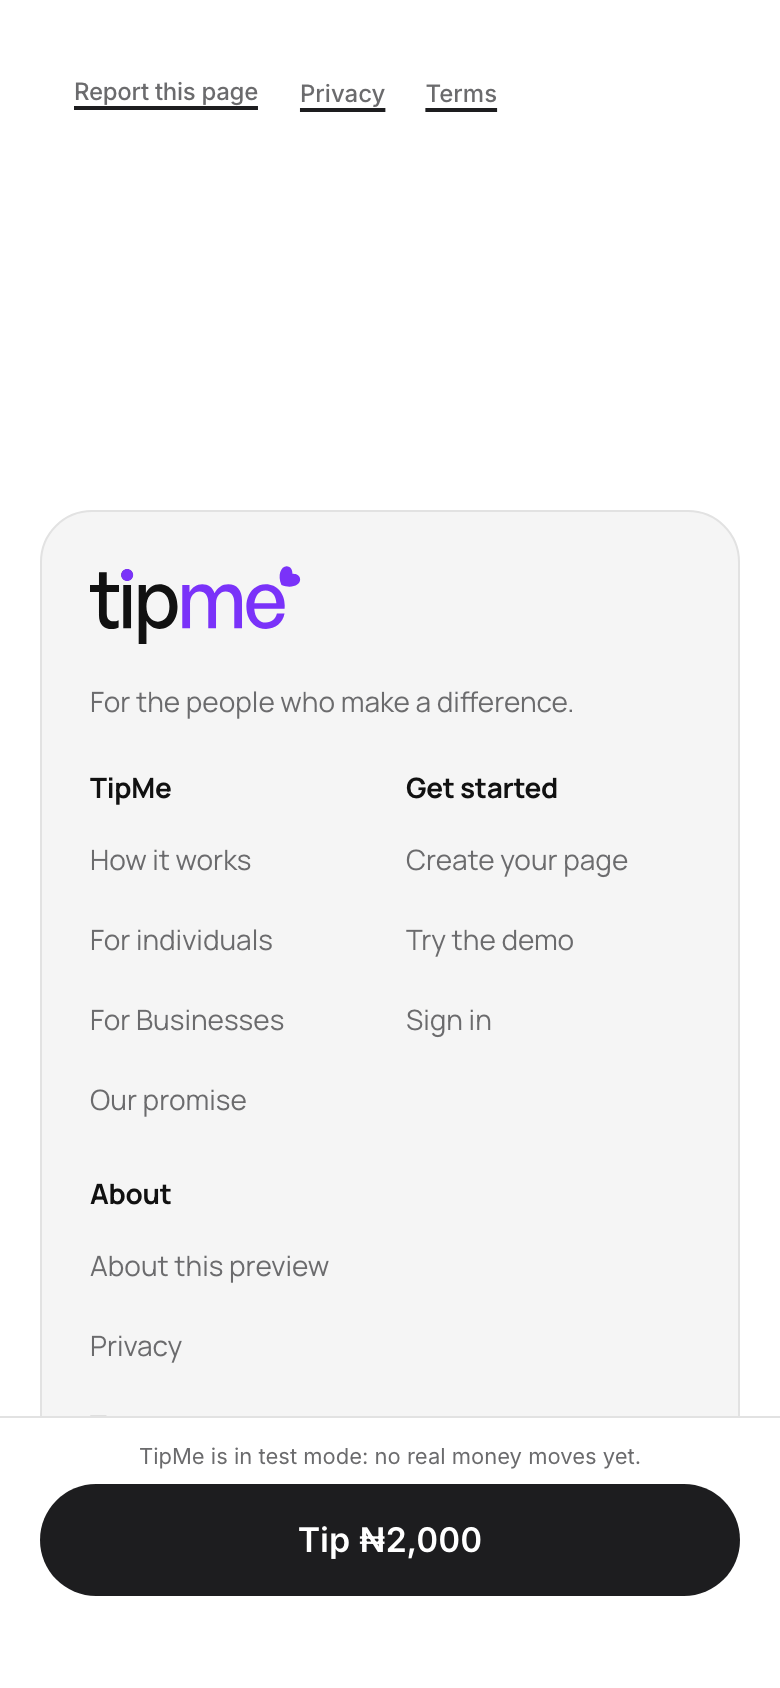 Report this page Privacy Terms
tipme
For the people who make a difference.
TipMe
How it works
For individuals
For Businesses
Our promise
Get started
Create your page
Try the demo
Sign in
About
About this preview
Privacy
TipMe is in test mode: no real money moves yet.
Tip ₦2,000